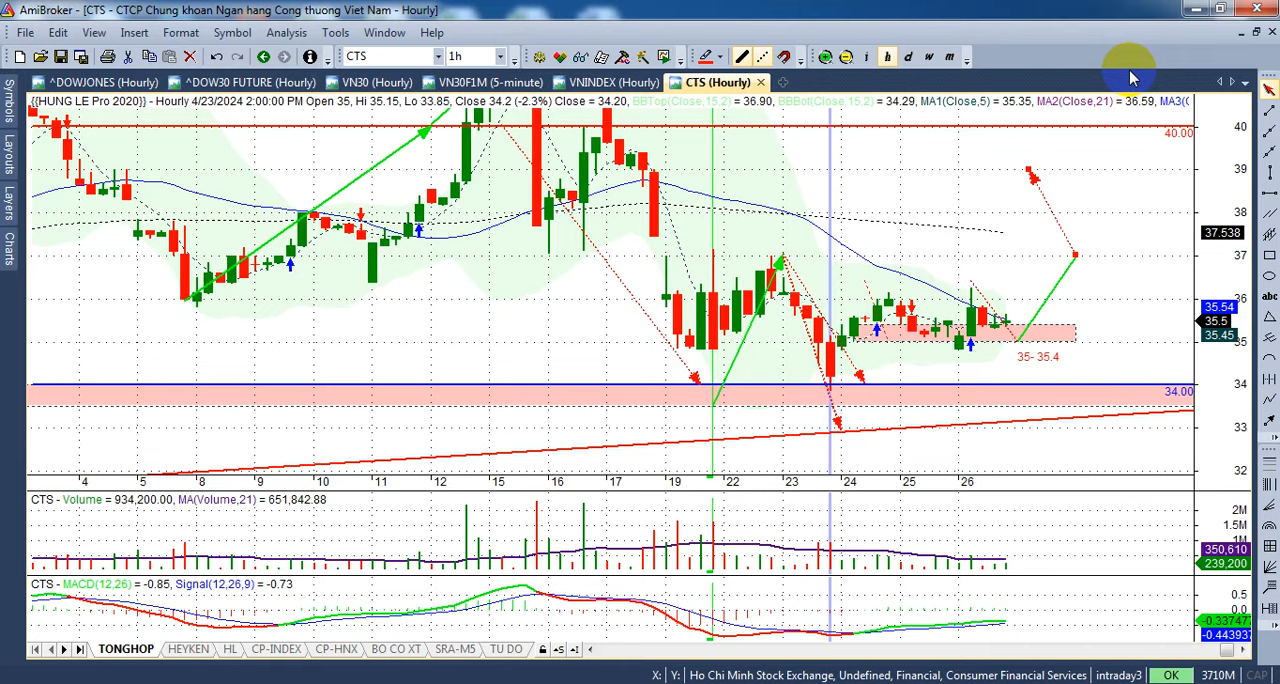 AmiBroker - [CTS - CTCP Chung khoan Ngan hang Cong thuong Viet Nam - Hourly]
File Edit View Insert Format Symbol Analysis Tools Window Help
CTS 1h i h d w m
^DOWJONES (Hourly) ^DOW30 FUTURE (Hourly) VN30 (Hourly) VN30F1M (5-minute) VNINDEX (Hourly) CTS (Hourly)
{{HUNG LE Pro 2020}} - Hourly 4/23/2024 2:00:00 PM Open 35, Hi 35.15, Lo 33.85, Close 34.2 (-2.3%) Close = 34.20, BBTop(Close,15,2) = 36.90, BBBot(Close,15,2) = 34.29, MA1(Close,5) = 35.35, MA2(Close,21) = 36.59, MA3(C
Symbols
Layouts
Layers
Charts
abc
40
40.00
39
38
37.538
37
36
35.54
35.5
35.45
35
35- 35.4
34
34.00
33
32
4 5 8 9 10 11 12 15 16 17 19 22 23 24 25 26
CTS - Volume = 934,200.00, MA(Volume,21) = 651,842.88
2M
1.5M
1M
350,610
239,200
CTS - MACD(12,26) = -0.85, Signal(12,26,9) = -0.73
0.5
0.0
-0.337477
-0.443937
TONGHOP HEYKEN HL CP-INDEX CP-HNX BO CO XT SRA-M5 TU DO
X: Y: Ho Chi Minh Stock Exchange, Undefined, Financial, Consumer Financial Services intraday3 OK 3710M CAP